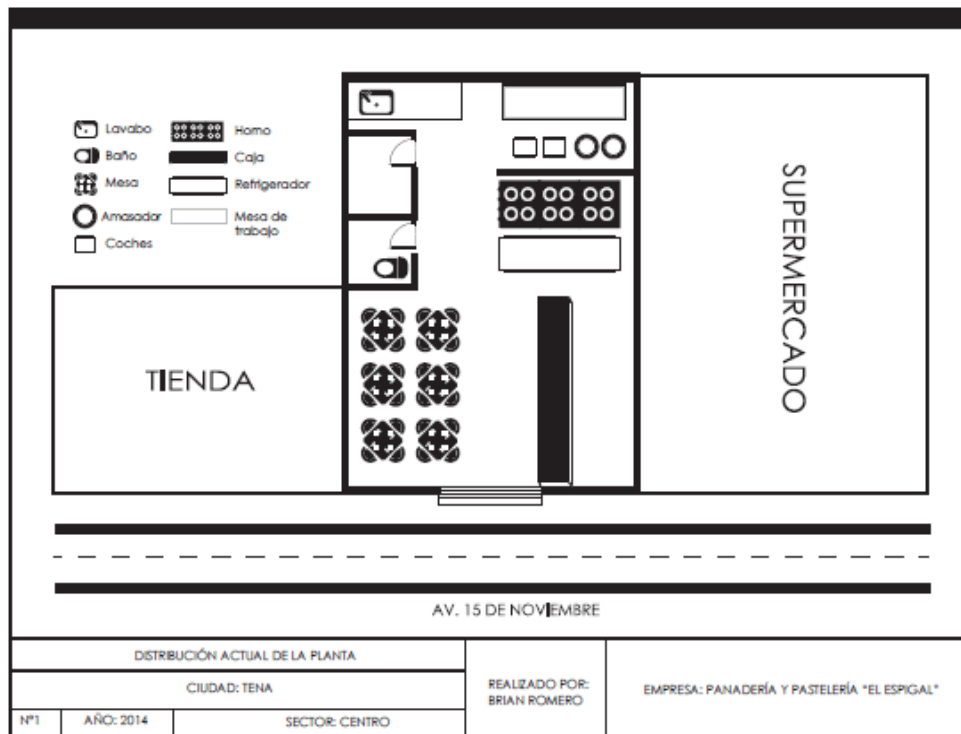 Lavabo
Horno
Baño
Caja
Mesa
Refrigerador
Amasador
Mesa de
trabajo
Coches
TIENDA
SUPERMERCADO
AV. 15 DE NOVIEMBRE
DISTRIBUCIÓN ACTUAL DE LA PLANTA
CIUDAD: TENA
N°1
AÑO: 2014
SECTOR: CENTRO
REALIZADO POR:
BRIAN ROMERO
EMPRESA: PANADERÍA Y PASTELERÍA "EL ESPIGAL"